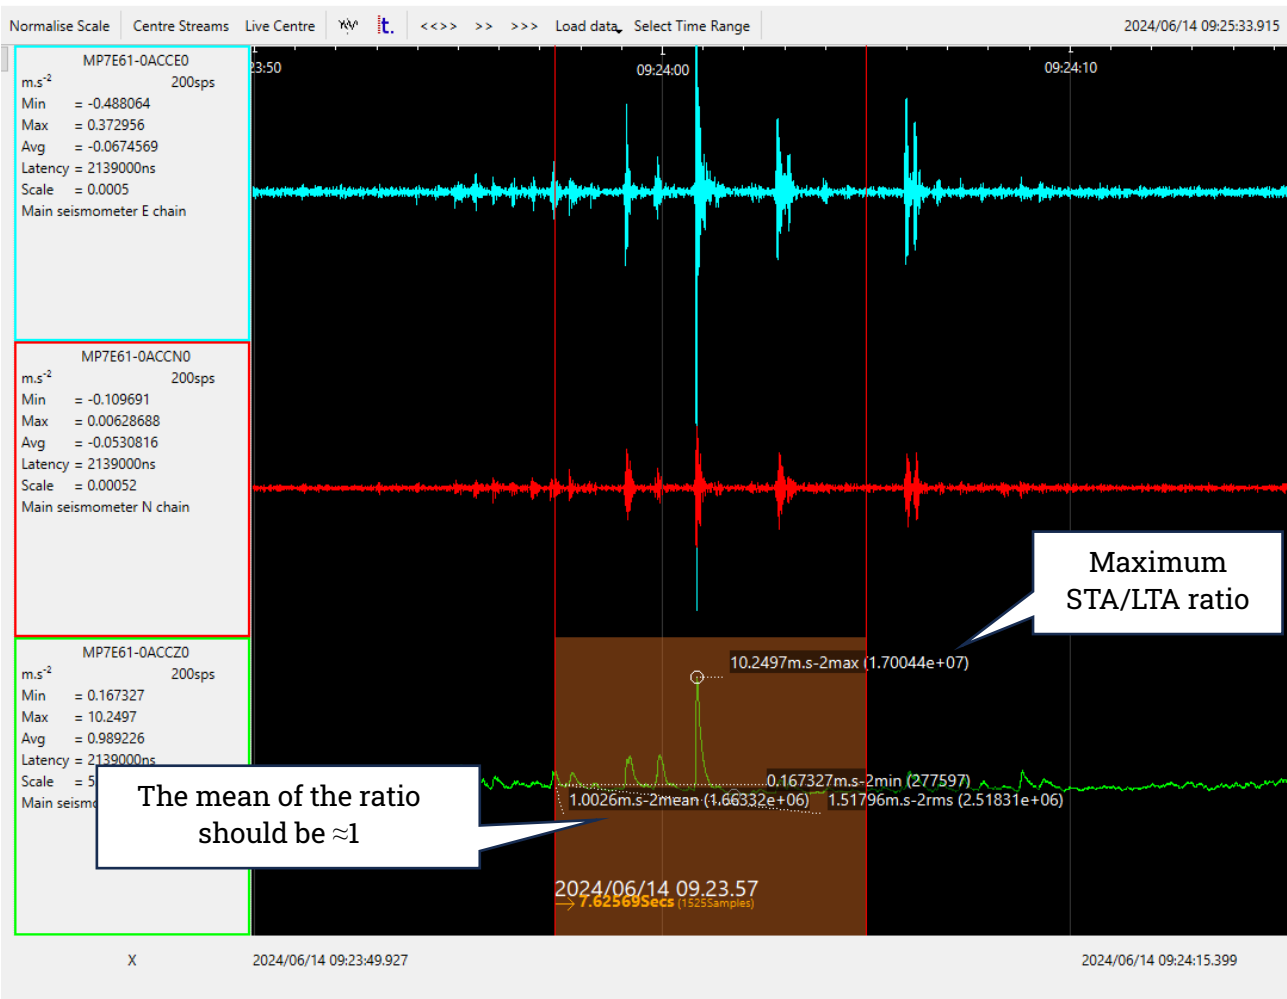 Normalise Scale Centre Streams Live Centre t. <<>> >> >>> Load data Select Time Range 2024/06/14 09:25:33.915
MP7E61-0ACCE0
m.s-2 200sps
Min = -0.488064
Max = 0.372956
Avg = -0.0674569
Latency = 2139000ns
Scale = 0.0005
Main seismometer E chain
23:50 09:24:00 09:24:10
MP7E61-0ACCN0
m.s-2 200sps
Min = -0.109691
Max = 0.00628688
Avg = -0.0530816
Latency = 2139000ns
Scale = 0.00052
Main seismometer N chain
Maximum
STA/LTA ratio
MP7E61-0ACCZ0
m.s-2 200sps
Min = 0.167327
Max = 10.2497
Avg = 0.989226
Latency = 2139000ns
Scale = 5
Main seismo
10.2497m.s-2max (1.70044e+07)
0.167327m.s-2min (277597)
1.0026m.s-2mean (1.66332e+06) 1.51796m.s-2rms (2.51831e+06)
The mean of the ratio
should be ≈1
2024/06/14 09.23.57
7.62569Secs (1525Samples)
X 2024/06/14 09:23:49.927 2024/06/14 09:24:15.399